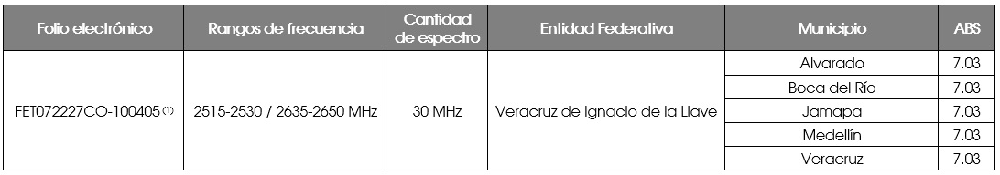 Folio electrónico Rangos de frecuencia Cantidad de espectro Entidad Federativa Municipio ABS
FET072227CO-100405 (1) 2515-2530 / 2635-2650 MHz 30 MHz Veracruz de Ignacio de la Llave
Alvarado 7.03
Boca del Río 7.03
Jamapa 7.03
Medellín 7.03
Veracruz 7.03